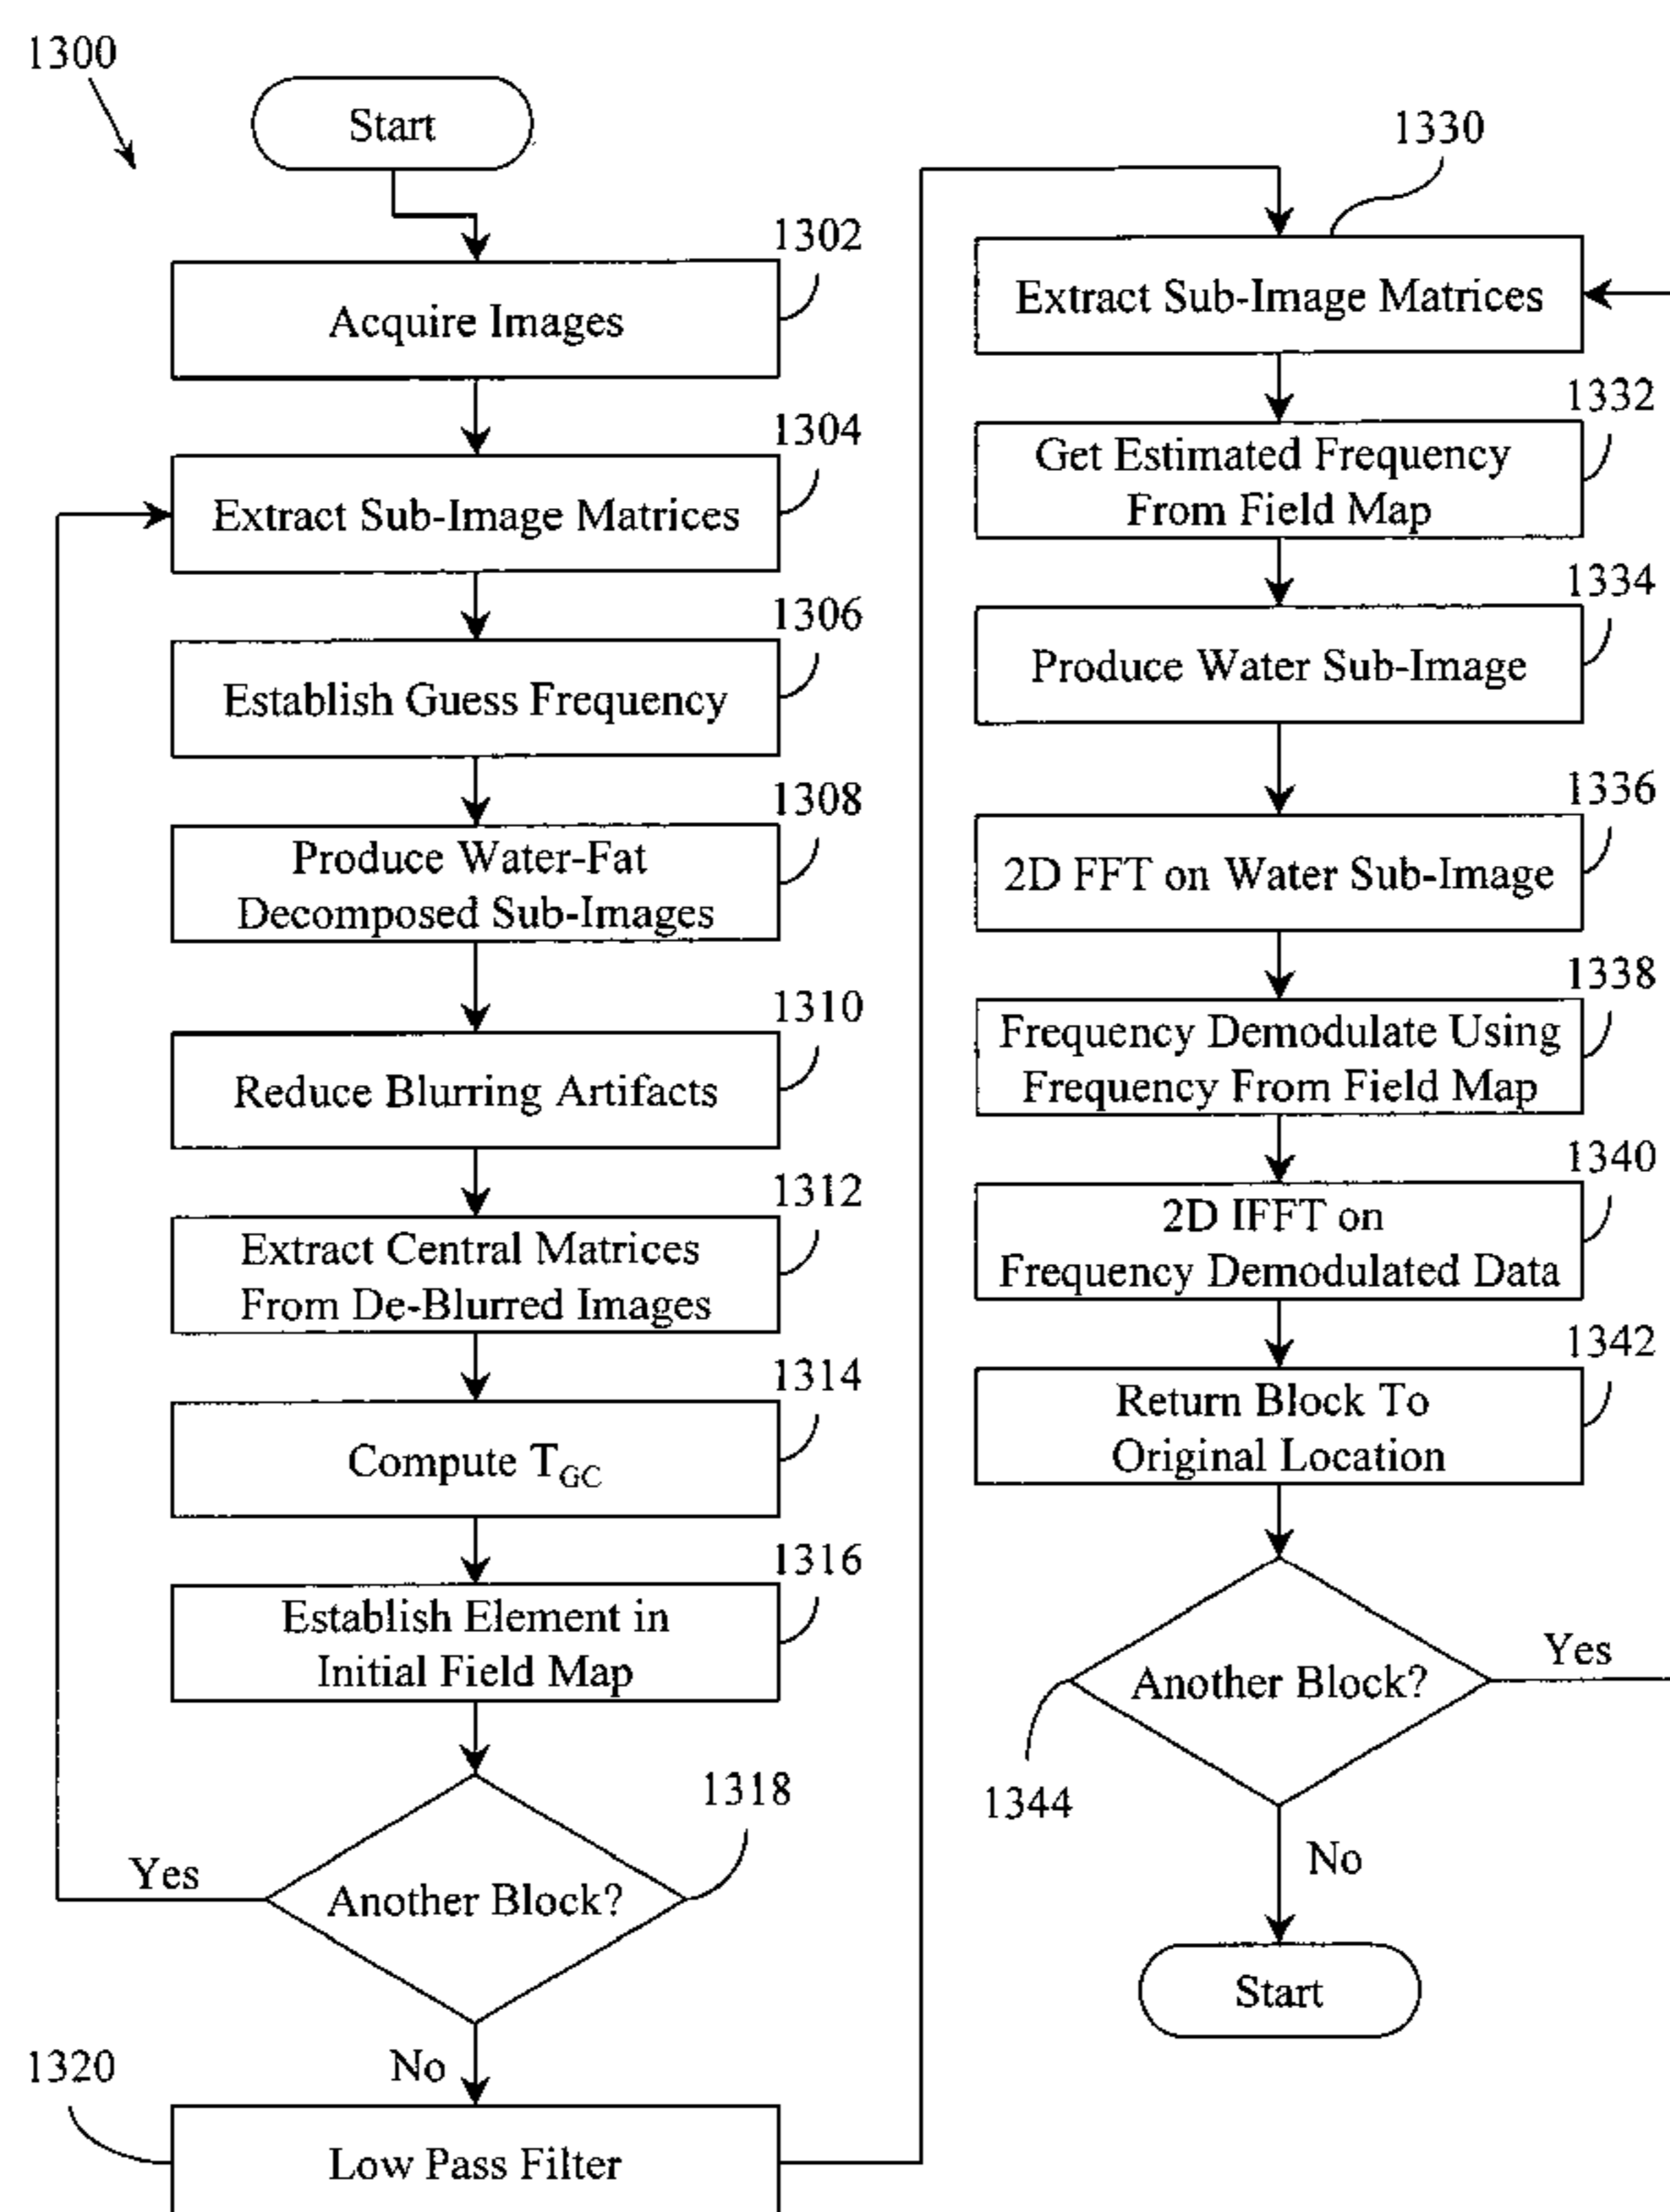 1300
Start
1302
Acquire Images
1304
Extract Sub-Image Matrices
1306
Establish Guess Frequency
1308
Produce Water-Fat
Decomposed Sub-Images
1310
Reduce Blurring Artifacts
1312
Extract Central Matrices
From De-Blurred Images
1314
Compute TGC
1316
Establish Element in
Initial Field Map
1318
Another Block?
Yes
No
1320
Low Pass Filter
1330
Extract Sub-Image Matrices
1332
Get Estimated Frequency
From Field Map
1334
Produce Water Sub-Image
1336
2D FFT on Water Sub-Image
1338
Frequency Demodulate Using
Frequency From Field Map
1340
2D IFFT on
Frequency Demodulated Data
1342
Return Block To
Original Location
Another Block?
Yes
1344
No
Start